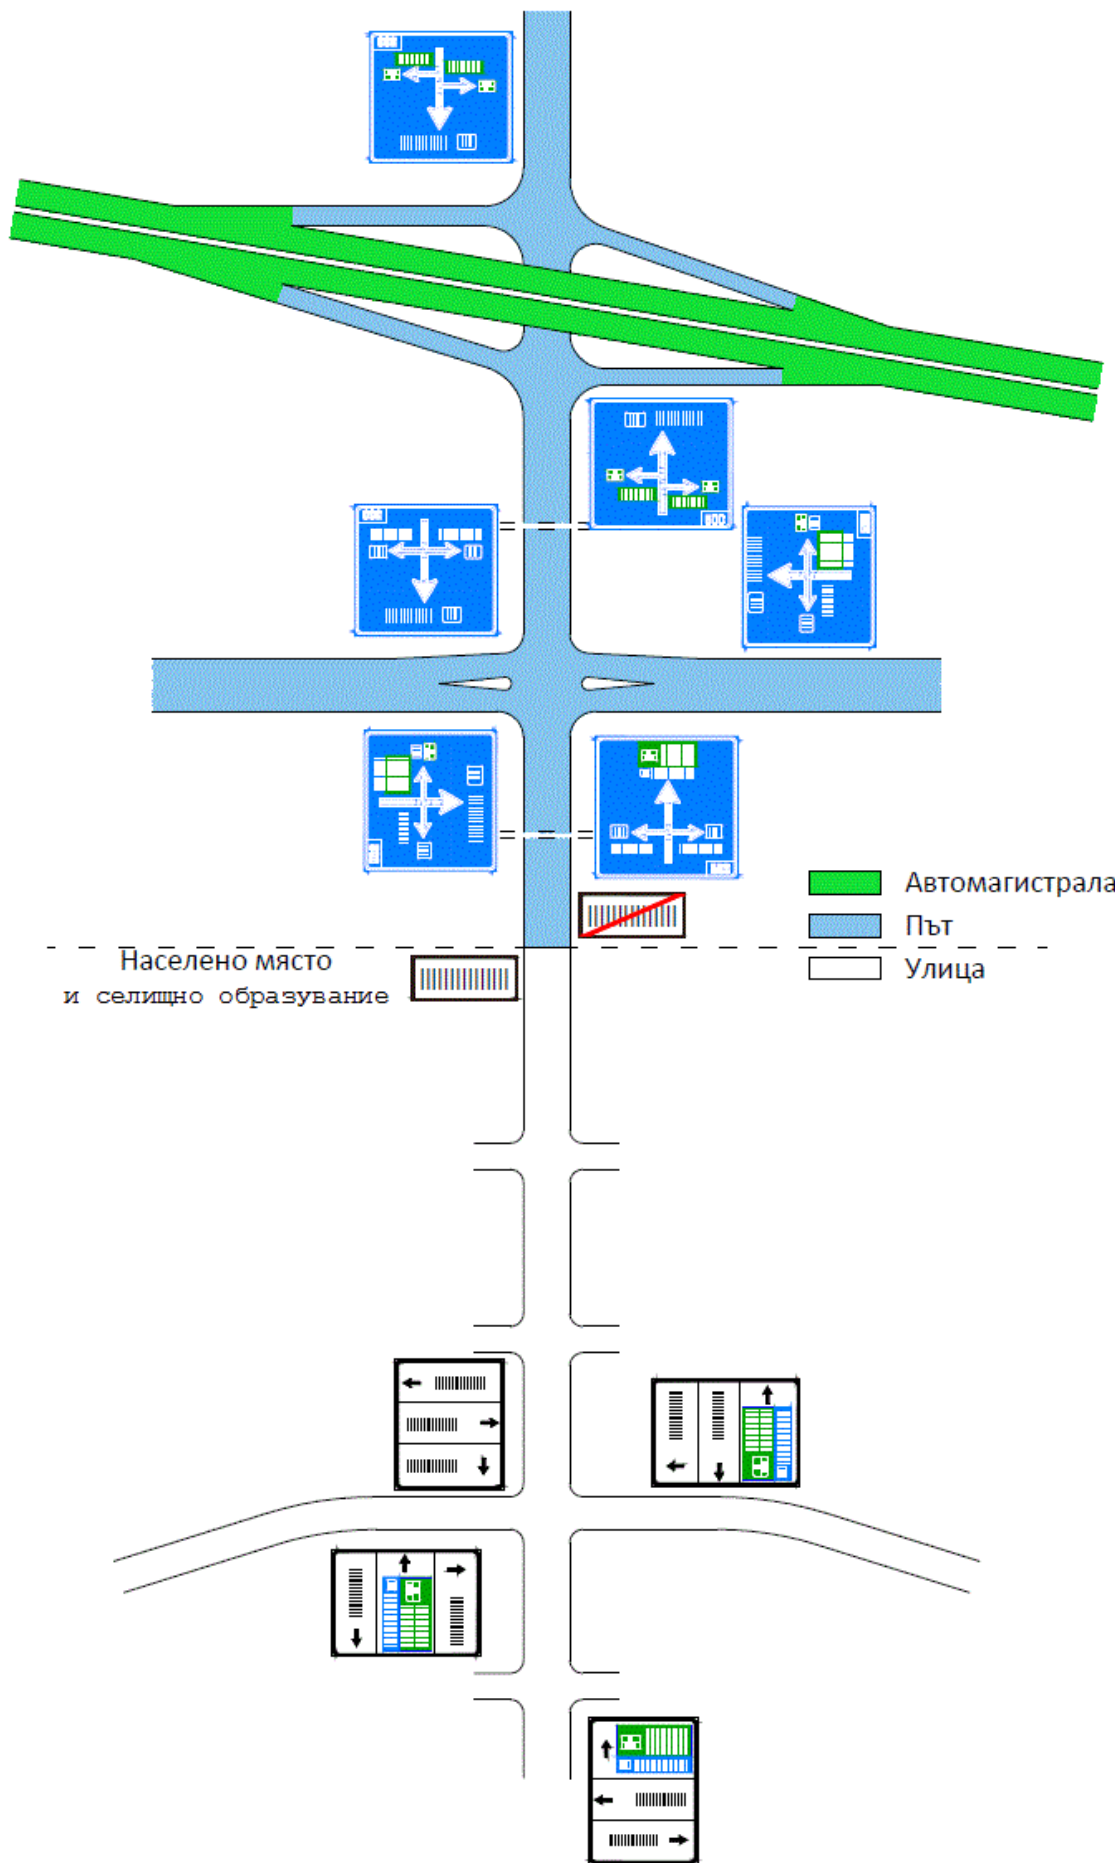 Автомагистрала
Път
Улица
Населено място
и селищно образувание